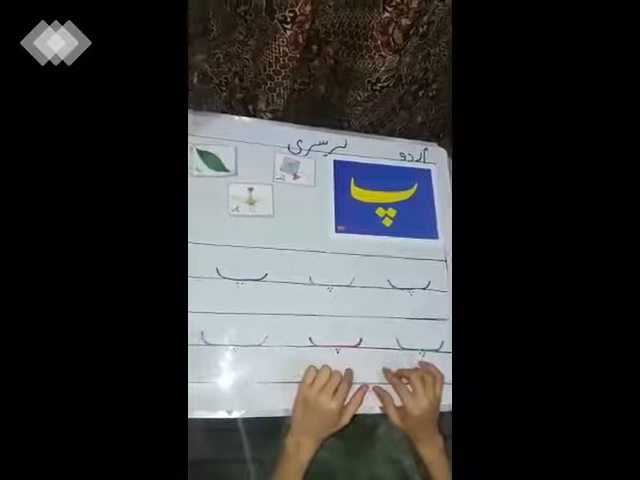 اُردو نرسری
پ
پ پ پ
پ پ پ